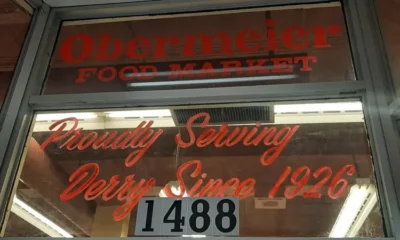 Obermeier
FOOD MARKET
Proudly Serving
Derry Since 1926
1488